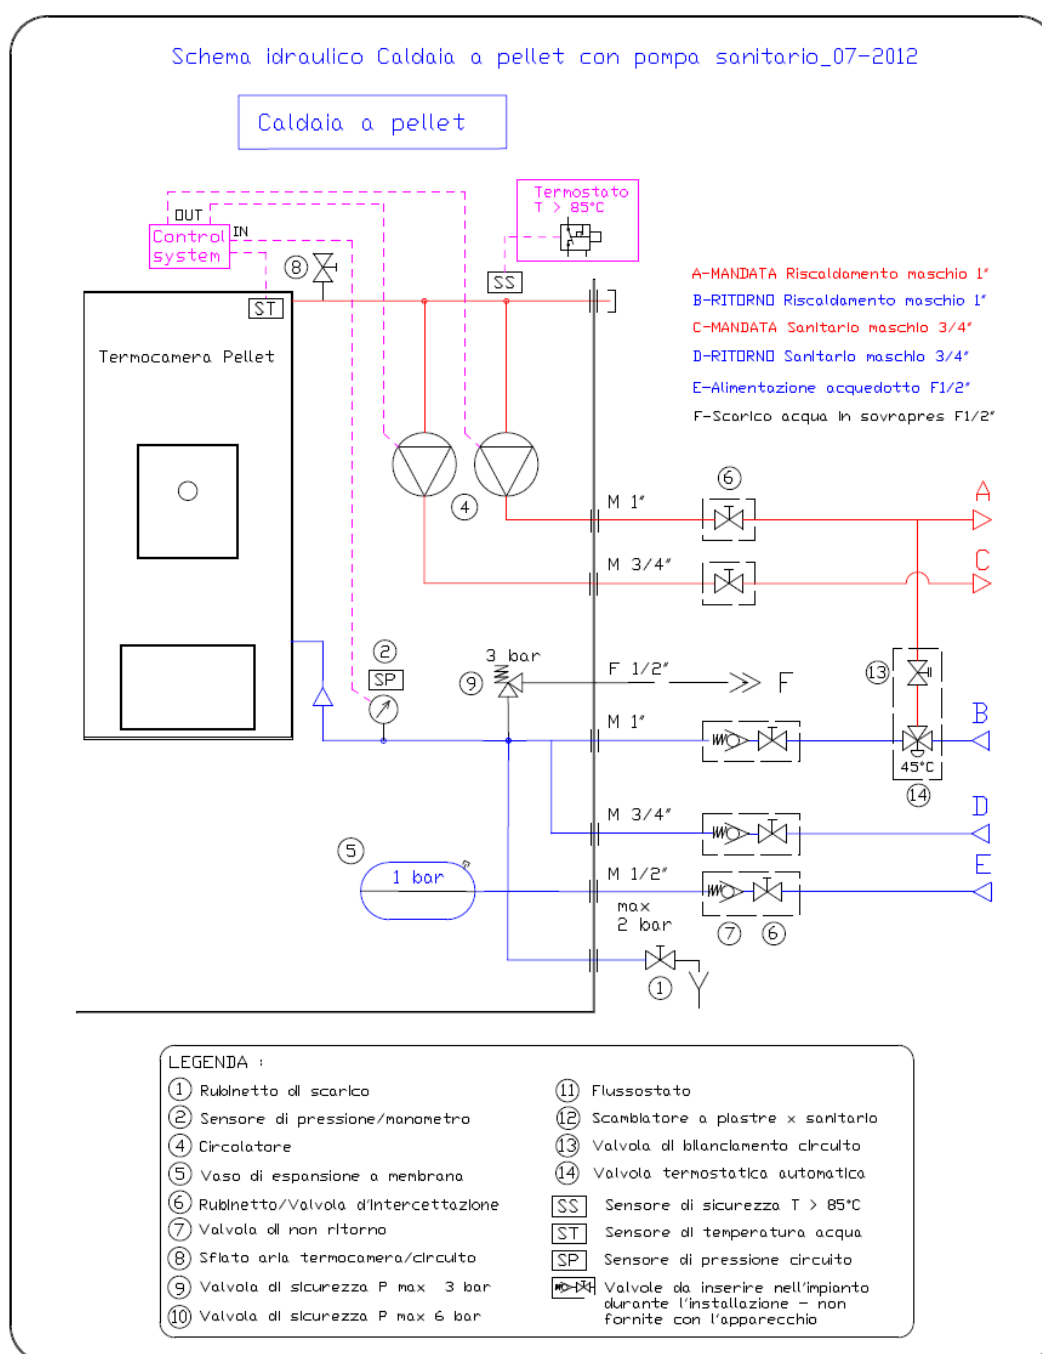 Schema idraulico Caldaia a pellet con pompa sanitario_07-2012
Caldaia a pellet
Termostato
T > 85°C
OUT
IN
Control
system
8
SS
ST
A-MANDATA Riscaldamento maschio 1"
B-RITORNO Riscaldamento maschio 1"
C-MANDATA Sanitario maschio 3/4"
D-RITORNO Sanitario maschio 3/4"
E-Alimentazione acquedotto F1/2"
F-Scarico acqua in sovrapres F1/2"
Termocamera Pellet
4
M 1"
6
A
M 3/4"
C
2
SP
3 bar
9
F 1/2"
F
13
M 1"
B
45°C
14
M 3/4"
D
5
1 bar
M 1/2"
E
max
2 bar
7
6
1
LEGENDA :
1 Rubinetto di scarico
2 Sensore di pressione/manometro
4 Circolatore
5 Vaso di espansione a membrana
6 Rubinetto/Valvola d'intercettazione
7 Valvola di non ritorno
8 Sfiato aria termocamera/circuito
9 Valvola di sicurezza P max 3 bar
10 Valvola di sicurezza P max 6 bar
11 Flussostato
12 Scambiatore a piastre x sanitario
13 Valvola di bilanciamento circuito
14 Valvola termostatica automatica
SS Sensore di sicurezza T > 85°C
ST Sensore di temperatura acqua
SP Sensore di pressione circuito
Valvole da inserire nell'impianto
durante l'installazione - non
fornite con l'apparecchio